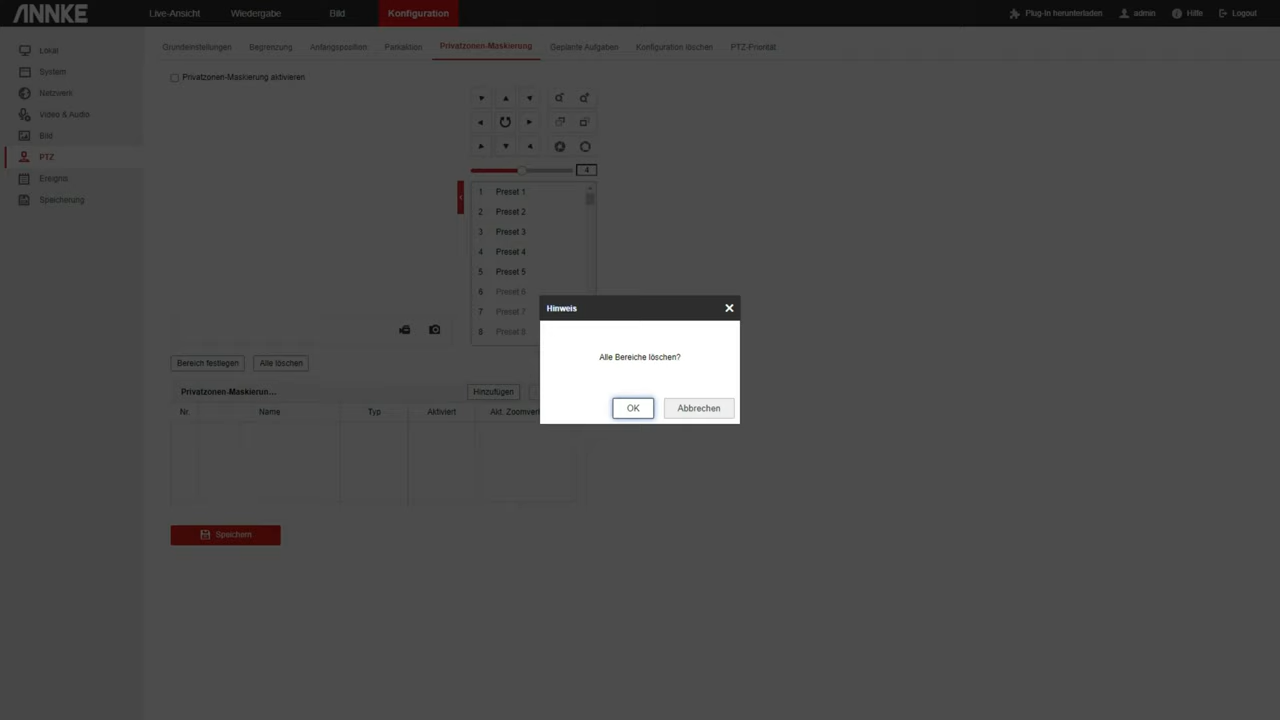 ANNKE Live-Ansicht Wiedergabe Bild Konfiguration Plug-In herunterladen admin Hilfe Logout
Grundeinstellungen Begrenzung Anfangsposition Parkaktion Privatzonen-Maskierung Geplante Aufgaben Konfiguration löschen PTZ-Priorität
Lokal
System
Netzwerk
Video & Audio
Bild
PTZ
Ereignis
Speicherung
Privatzonen-Maskierung aktivieren
4
1 Preset 1
2 Preset 2
3 Preset 3
4 Preset 4
5 Preset 5
6 Preset 6
7 Preset 7
8 Preset 8
Hinweis
Alle Bereiche löschen?
OK Abbrechen
Bereich festlegen Alle löschen
Privatzonen-Maskierun... Hinzufügen
Nr. Name Typ Aktiviert Akt. Zoomverh
Speichern